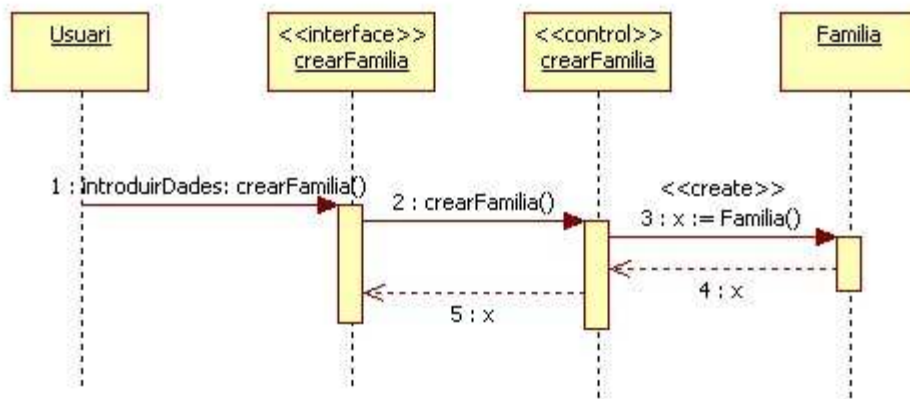 Usuari
<<interface>>
crearFamilia
<<control>>
crearFamilia
Familia
1 : introduirDades: crearFamilia()
2 : crearFamilia()
<<create>>
3 : x := Familia()
4 : x
5 : x